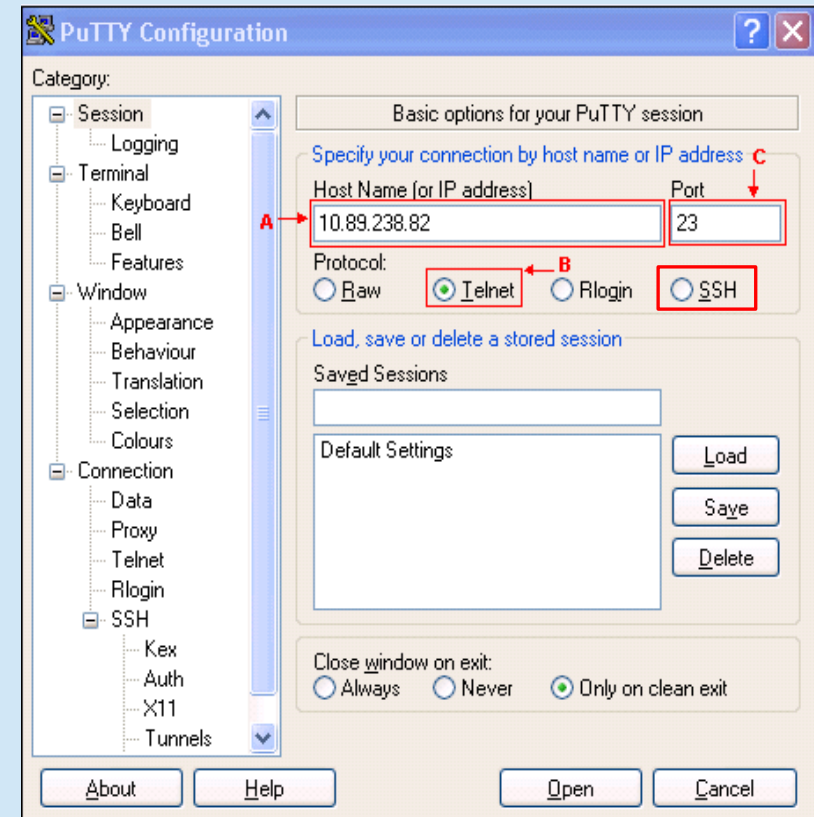 PuTTY Configuration
?
Category:
Session
Logging
Terminal
Keyboard
Bell
Features
Window
Appearance
Behaviour
Translation
Selection
Colours
Connection
Data
Proxy
Telnet
Rlogin
SSH
Kex
Auth
X11
Tunnels
Basic options for your PuTTY session
Specify your connection by host name or IP address C
Host Name (or IP address) Port
A 10.89.238.82 23
Protocol: B
Raw Telnet Rlogin SSH
Load, save or delete a stored session
Saved Sessions
Default Settings
Load
Save
Delete
Close window on exit:
Always Never Only on clean exit
About Help Open Cancel